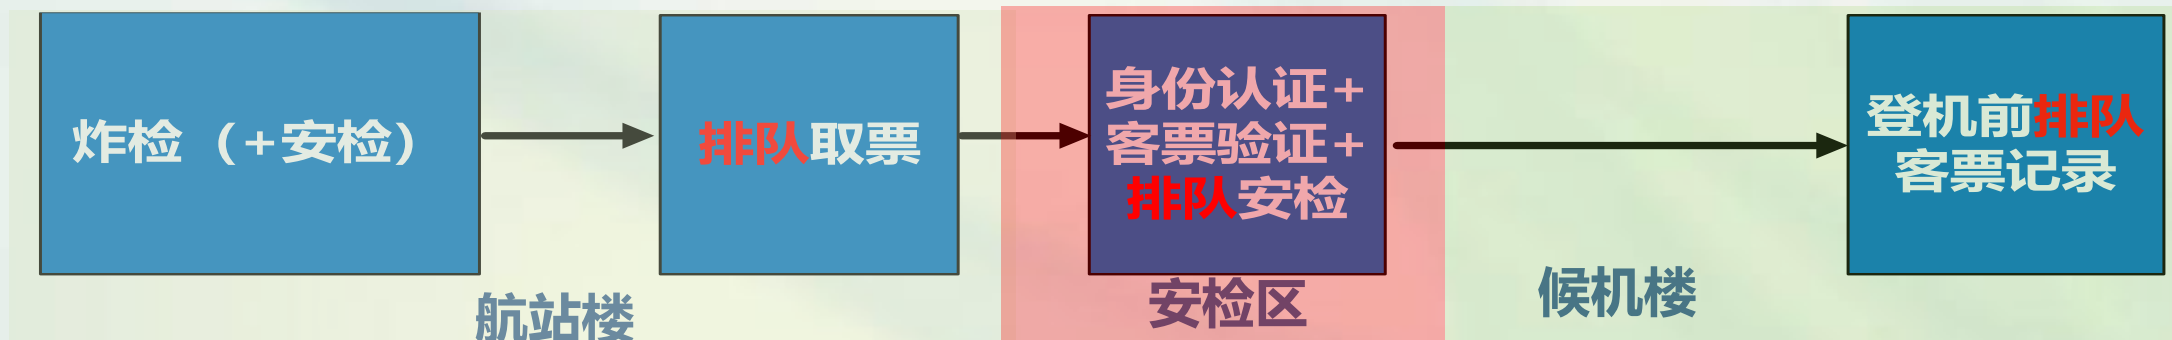 炸检（+安检）
排队取票
身份认证+
客票验证+
排队安检
登机前排队
客票记录
航站楼
安检区
候机楼